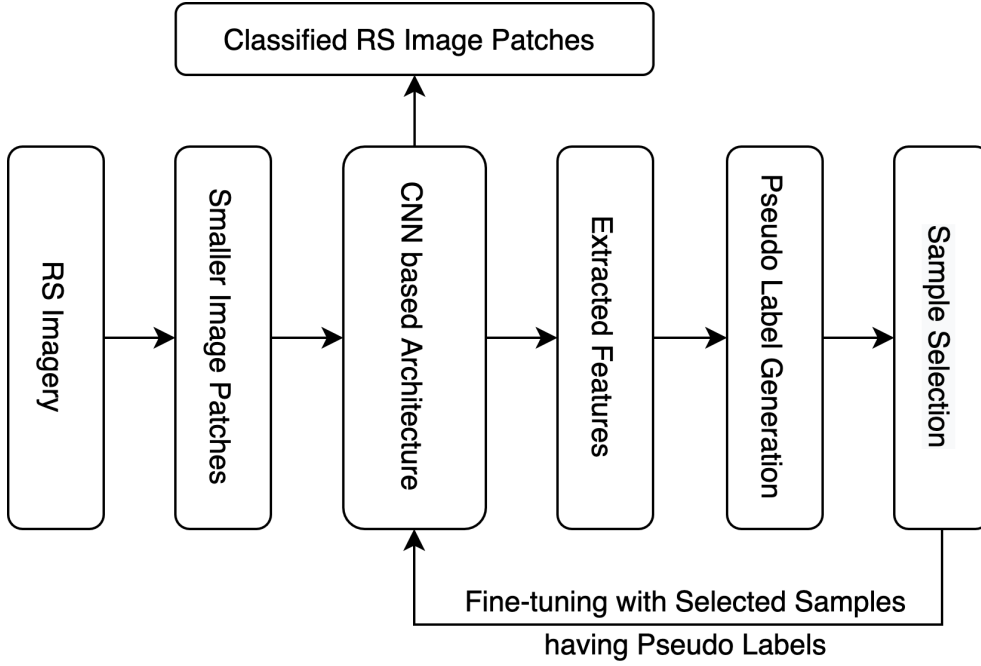 Classified RS Image Patches
RS Imagery
Smaller Image Patches
CNN based Architecture
Extracted Features
Pseudo Label Generation
Sample Selection
Fine-tuning with Selected Samples
having Pseudo Labels